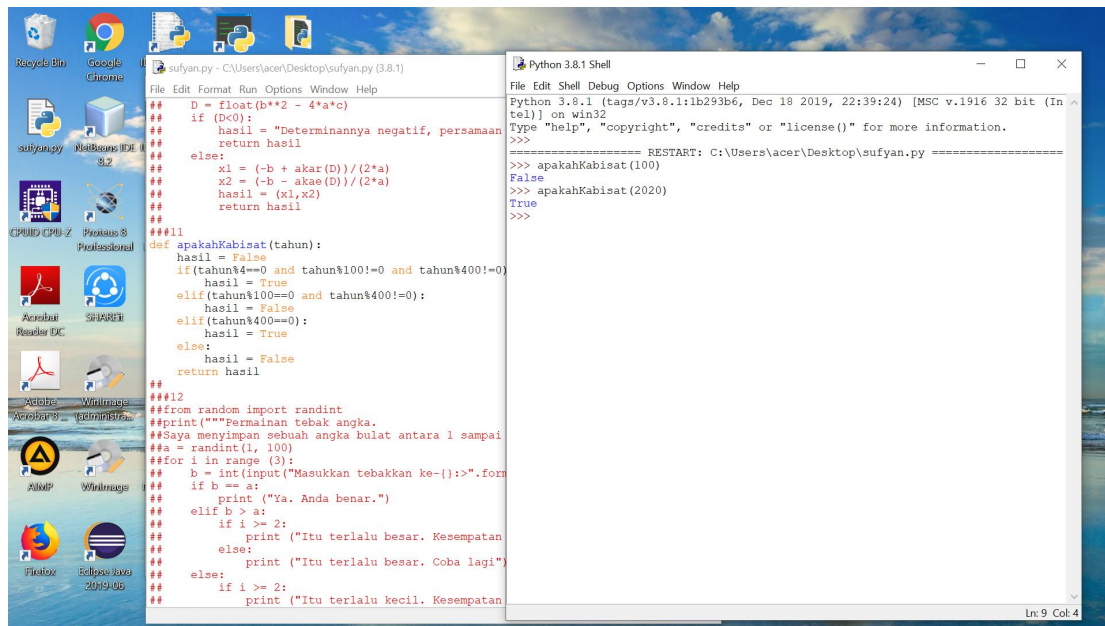 Recycle Bin
Google Chrome
sufyan.py
NetBeans IDE 8.2
CPUID CPU-Z
Proteus 8 Professional
Acrobat Reader DC
SHAREit
Adobe Acrobat 8 ...
WinImage (administra...
AIMP
WinImage
Firefox
Eclipse Java 2019-06
sufyan.py - C:\Users\acer\Desktop\sufyan.py (3.8.1)
File Edit Format Run Options Window Help
##    D = float(b**2 - 4*a*c)
##    if (D<0):
##        hasil = "Determinannya negatif, persamaan
##        return hasil
##    else:
##        x1 = (-b + akar(D))/(2*a)
##        x2 = (-b - akae(D))/(2*a)
##        hasil = (x1,x2)
##        return hasil
##
###11
def apakahKabisat(tahun):
    hasil = False
    if(tahun%4==0 and tahun%100!=0 and tahun%400!=0)
        hasil = True
    elif(tahun%100==0 and tahun%400!=0):
        hasil = False
    elif(tahun%400==0):
        hasil = True
    else:
        hasil = False
    return hasil
##
###12
##from random import randint
##print("""Permainan tebak angka.
##Saya menyimpan sebuah angka bulat antara 1 sampai
##a = randint(1, 100)
##for i in range (3):
##    b = int(input("Masukkan tebakkan ke-{}:>".for
##    if b == a:
##        print ("Ya. Anda benar.")
##    elif b > a:
##        if i >= 2:
##            print ("Itu terlalu besar. Kesempatan
##        else:
##            print ("Itu terlalu besar. Coba lagi")
##    else:
##        if i >= 2:
##            print ("Itu terlalu kecil. Kesempatan
Python 3.8.1 Shell
File Edit Shell Debug Options Window Help
Python 3.8.1 (tags/v3.8.1:1b293b6, Dec 18 2019, 22:39:24) [MSC v.1916 32 bit (In
tel)] on win32
Type "help", "copyright", "credits" or "license()" for more information.
>>>
=================== RESTART: C:\Users\acer\Desktop\sufyan.py ===================
>>> apakahKabisat(100)
False
>>> apakahKabisat(2020)
True
>>>
Ln: 9 Col: 4